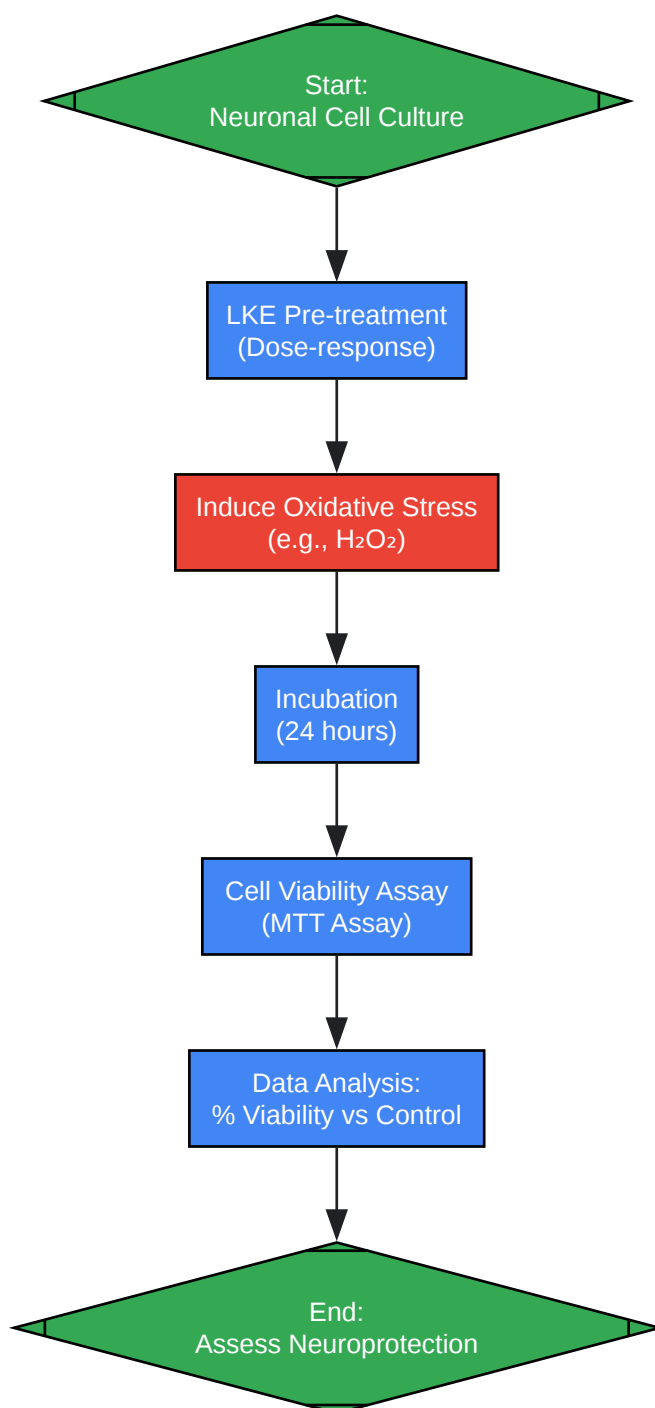 Start:
Neuronal Cell Culture
LKE Pre-treatment
(Dose-response)
Induce Oxidative Stress
(e.g., H₂O₂)
Incubation
(24 hours)
Cell Viability Assay
(MTT Assay)
Data Analysis:
% Viability vs Control
End:
Assess Neuroprotection